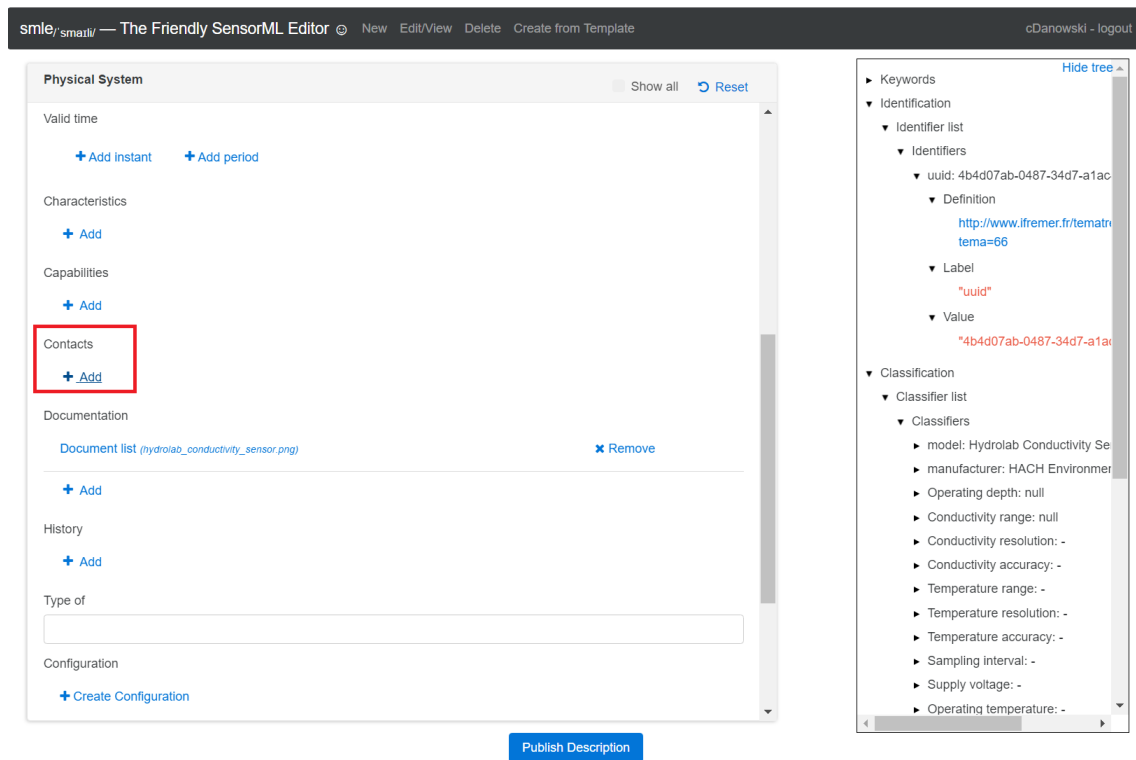 smle/ˈsmaɪli/ — The Friendly SensorML Editor ☺ New Edit/View Delete Create from Template cDanowski - logout
Physical System
Show all Reset
Valid time
Add instant Add period
Characteristics
Add
Capabilities
Add
Contacts
Add
Documentation
Document list (hydrolab_conductivity_sensor.png) Remove
Add
History
Add
Type of
Configuration
Create Configuration
Publish Description
Hide tree
Keywords
Identification
Identifier list
Identifiers
uuid: 4b4d07ab-0487-34d7-a1ac
Definition
http://www.ifremer.fr/tematre
tema=66
Label
"uuid"
Value
"4b4d07ab-0487-34d7-a1ac
Classification
Classifier list
Classifiers
model: Hydrolab Conductivity Se
manufacturer: HACH Environmer
Operating depth: null
Conductivity range: null
Conductivity resolution: -
Conductivity accuracy: -
Temperature range: -
Temperature resolution: -
Temperature accuracy: -
Sampling interval: -
Supply voltage: -
Operating temperature: -